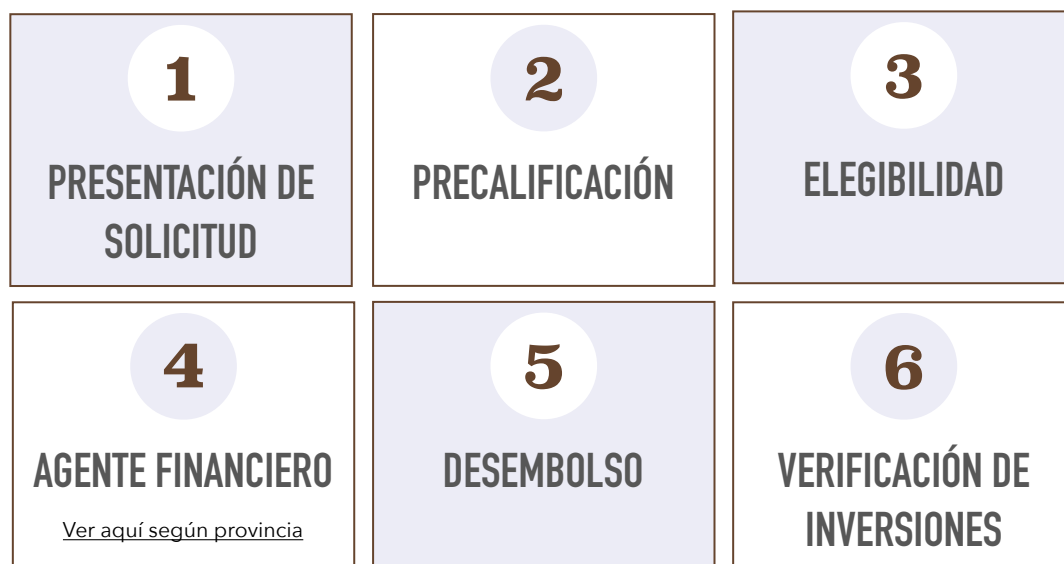 1
PRESENTACIÓN DE
SOLICITUD
2
PRECALIFICACIÓN
3
ELEGIBILIDAD
4
AGENTE FINANCIERO
Ver aquí según provincia
5
DESEMBOLSO
6
VERIFICACIÓN DE
INVERSIONES